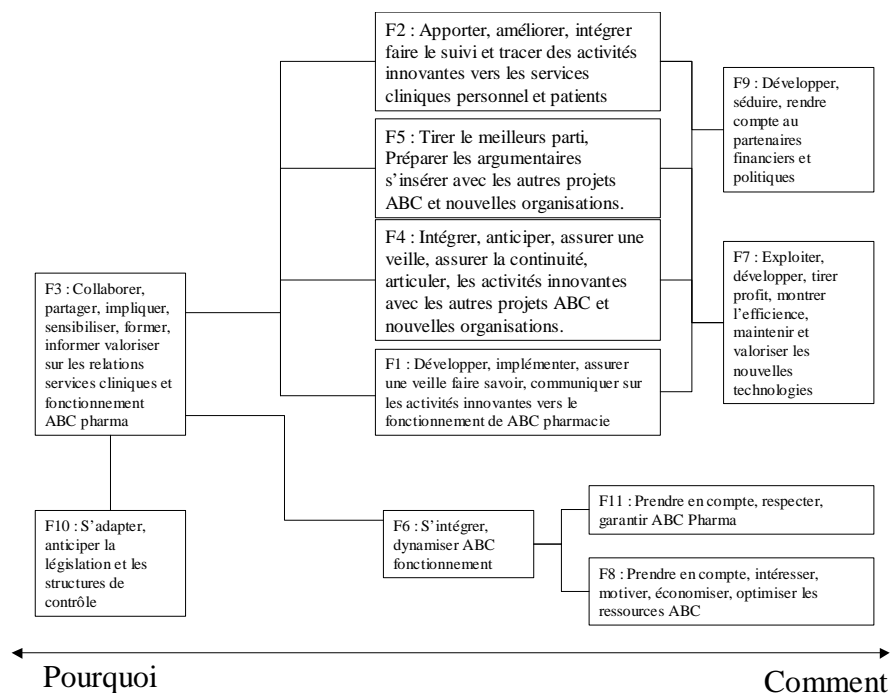 F2 : Apporter, améliorer, intégrer
faire le suivi et tracer des activités
innovantes vers les services
cliniques personnel et patients
F9 : Développer,
séduire, rendre
compte au
partenaires
financiers et
politiques
F5 : Tirer le meilleurs parti,
Préparer les argumentaires
s’insérer avec les autres projets
ABC et nouvelles organisations.
F4 : Intégrer, anticiper, assurer une
veille, assurer la continuité,
articuler, les activités innovantes
avec les autres projets ABC et
nouvelles organisations.
F7 : Exploiter,
développer, tirer
profit, montrer
l’efficience,
maintenir et
valoriser les
nouvelles
technologies
F3 : Collaborer,
partager, impliquer,
sensibiliser, former,
informer valoriser
sur les relations
services cliniques et
fonctionnement
ABC pharma
F1 : Développer, implémenter, assurer
une veille faire savoir, communiquer sur
les activités innovantes vers le
fonctionnement de ABC pharmacie
F10 : S’adapter,
anticiper la
législation et les
structures de
contrôle
F6 : S’intégrer,
dynamiser ABC
fonctionnement
F11 : Prendre en compte, respecter,
garantir ABC Pharma
F8 : Prendre en compte, intéresser,
motiver, économiser, optimiser les
ressources ABC
Pourquoi
Comment